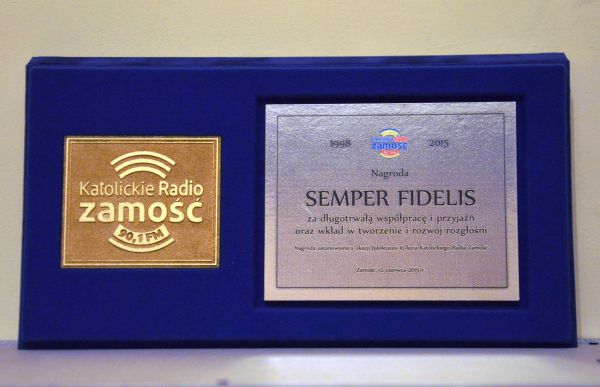 Katolickie Radio
zamość
90,1 FM
1998 2015
zamość
Nagroda
SEMPER FIDELIS
za długotrwałą współpracę i przyjaźń
oraz wkład w tworzenie i rozwój rozgłośni
Nagroda ustanowiona z okazji Jubileuszu -lecia Katolickiego Radia Zamość
Zamość, 12 czerwca 2015 r.